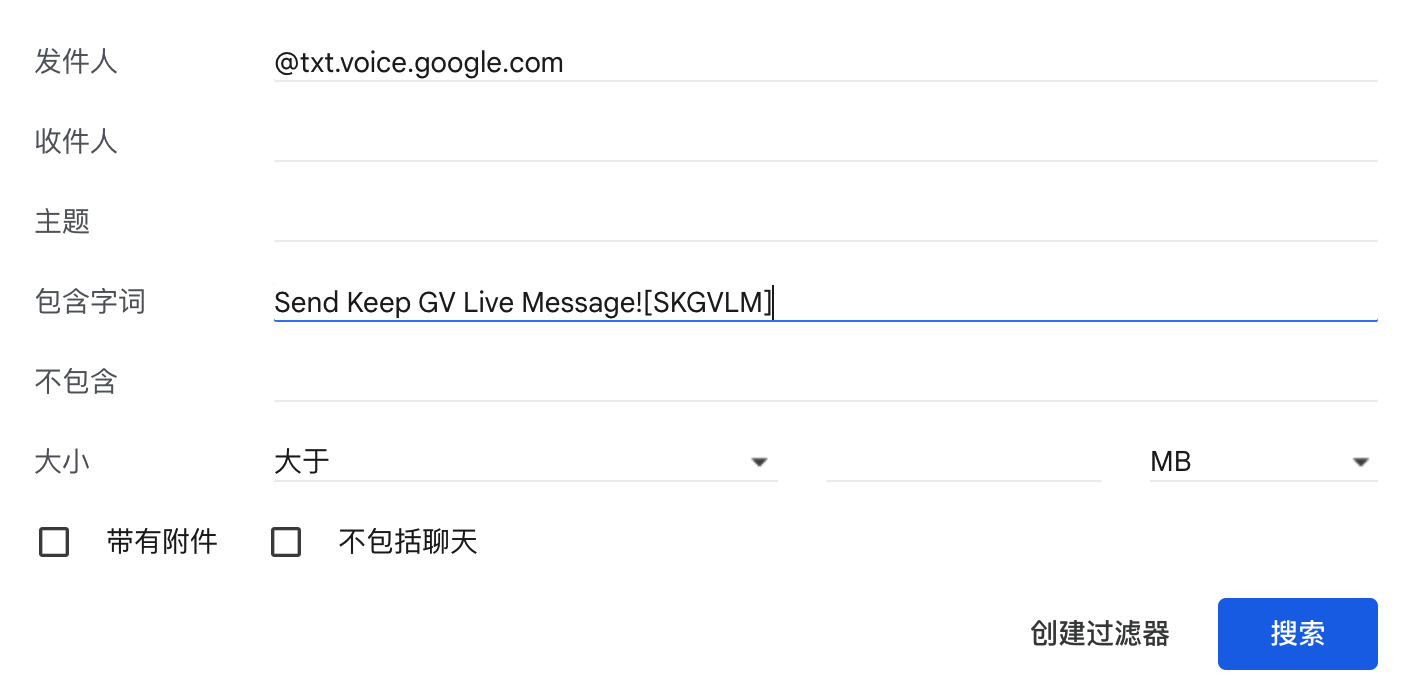 发件人 @txt.voice.google.com
收件人
主题
包含字词 Send Keep GV Live Message![SKGVLM]
不包含
大小 大于 MB
带有附件 不包括聊天
创建过滤器 搜索